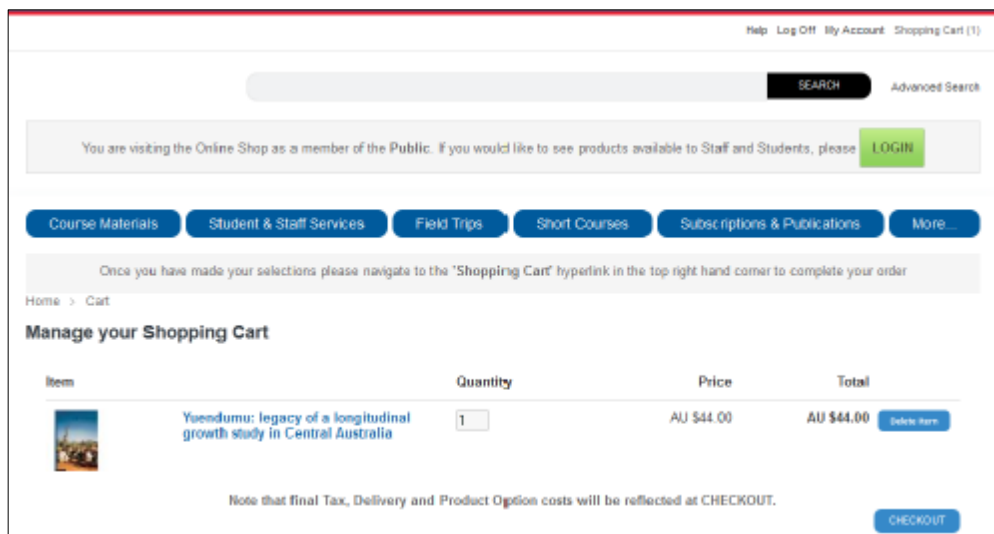 Help Log Off My Account Shopping Cart (1)
SEARCH Advanced Search
You are visiting the Online Shop as a member of the Public. If you would like to see products available to Staff and Students, please LOGIN
Course Materials Student & Staff Services Field Trips Short Courses Subscriptions & Publications More...
Once you have made your selections please navigate to the 'Shopping Cart' hyperlink in the top right hand corner to complete your order
Home > Cart
Manage your Shopping Cart
Item Quantity Price Total
Yuendumu: legacy of a longitudinal 1 AU $44.00 AU $44.00 Delete Item
growth study in Central Australia
Note that final Tax, Delivery and Product Option costs will be reflected at CHECKOUT.
CHECKOUT